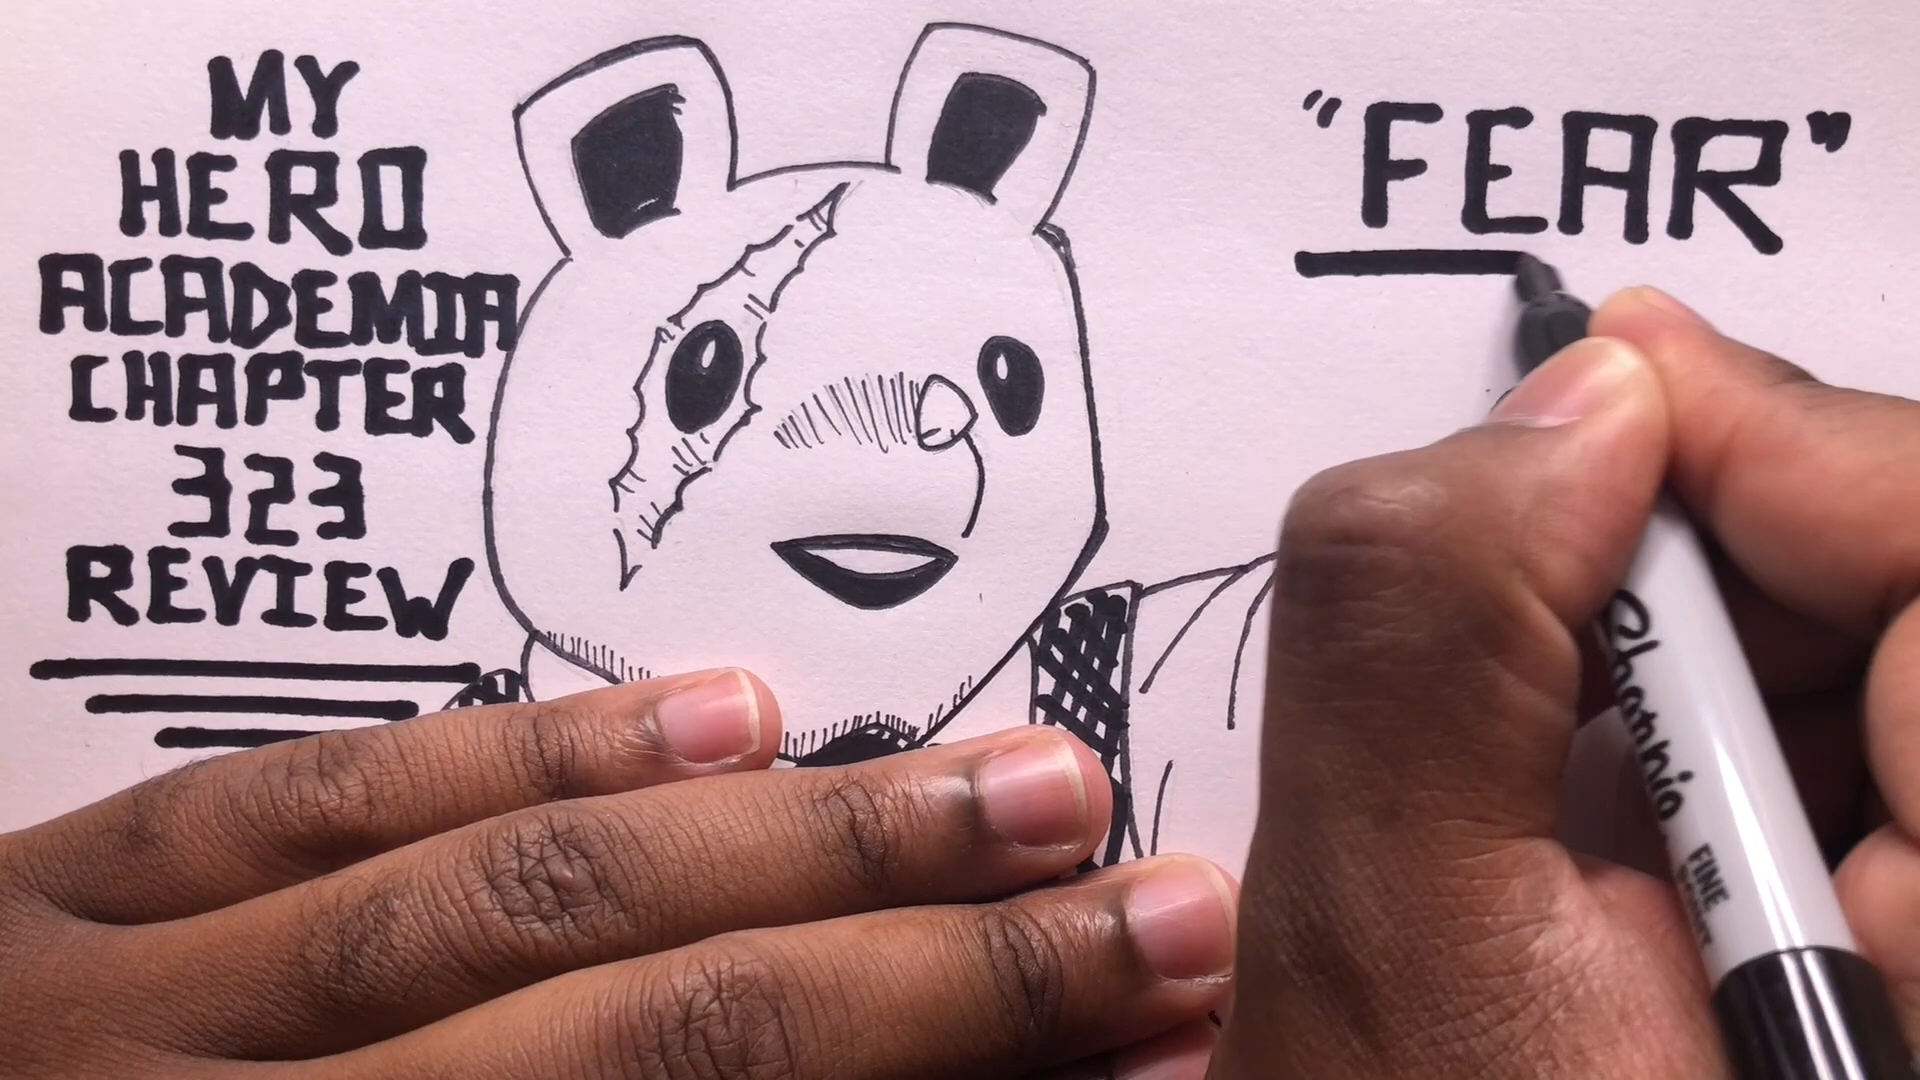 MY
HERO
ACADEMIA
CHAPTER
323
REVIEW
"FEAR"
Sharpie
FINE